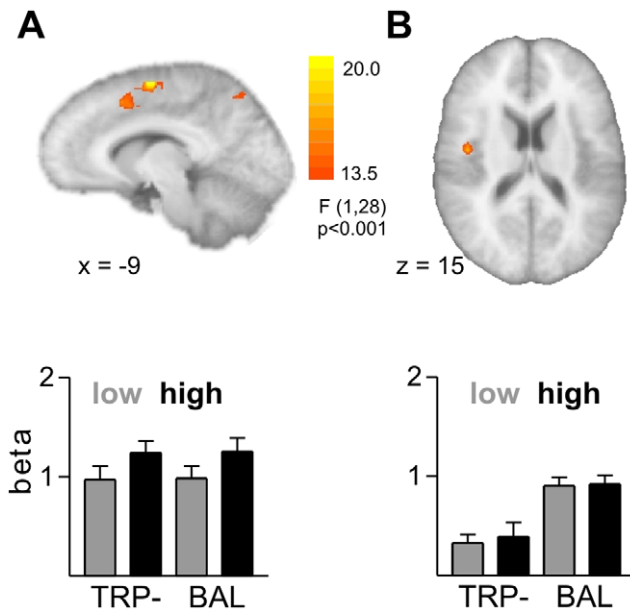 A
B
20.0
13.5
F (1,28)
p<0.001
x = -9
z = 15
2
low high
beta
1
TRP- BAL
2
low high
1
TRP- BAL